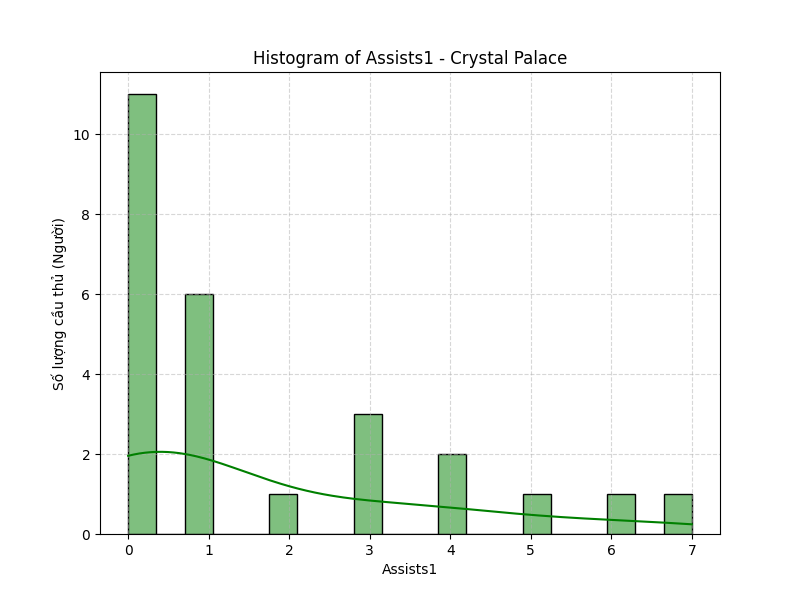 Histogram of Assists1 - Crystal Palace
Số lượng cầu thủ (Người)
10
8
6
4
2
0
0 1 2 3 4 5 6 7
Assists1